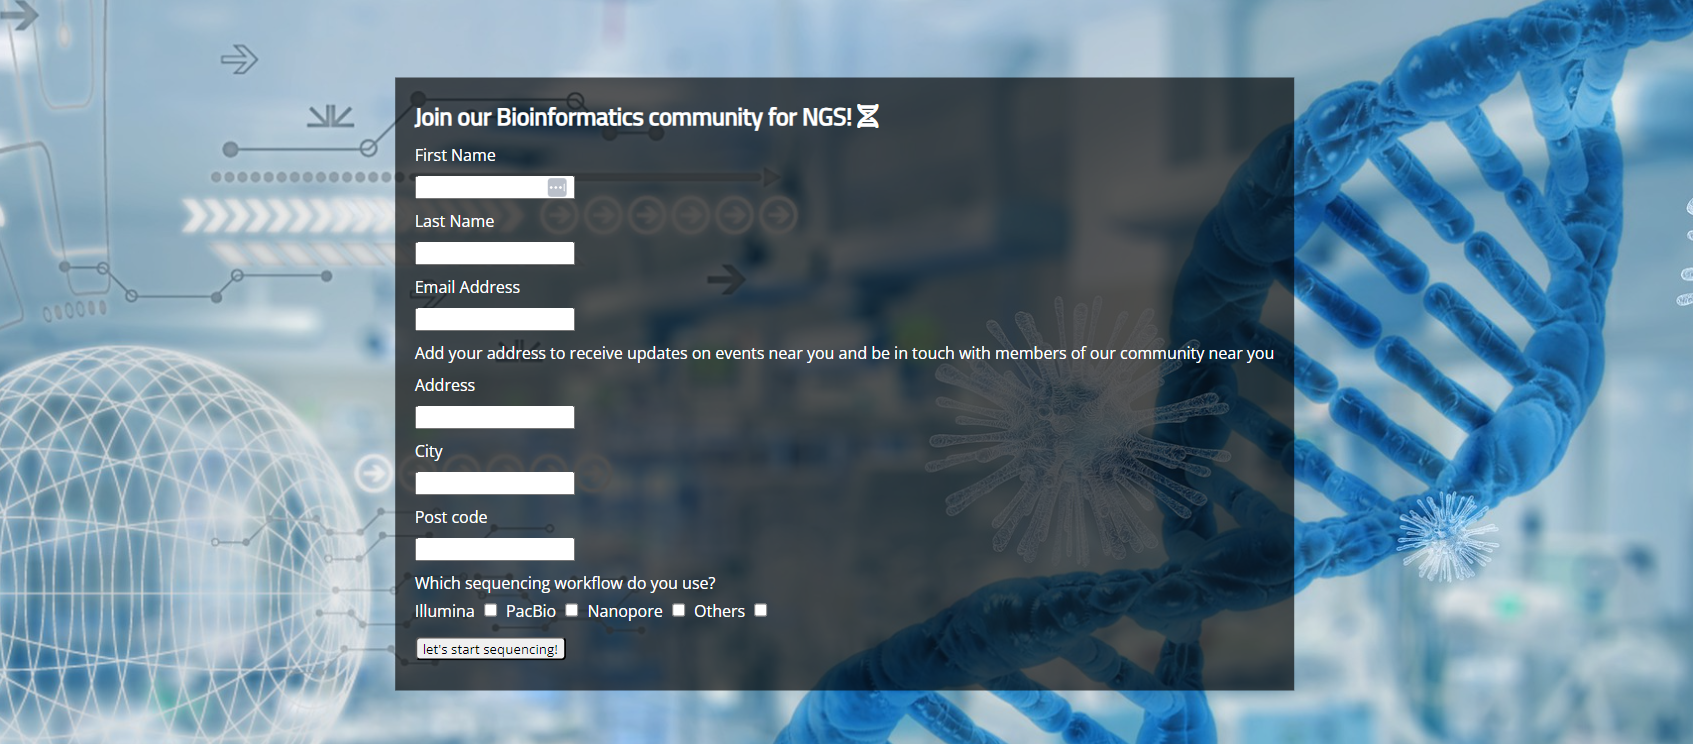 Join our Bioinformatics community for NGS!
First Name
Last Name
Email Address
Add your address to receive updates on events near you and be in touch with members of our community near you
Address
City
Post code
Which sequencing workflow do you use?
Illumina PacBio Nanopore Others
let's start sequencing!